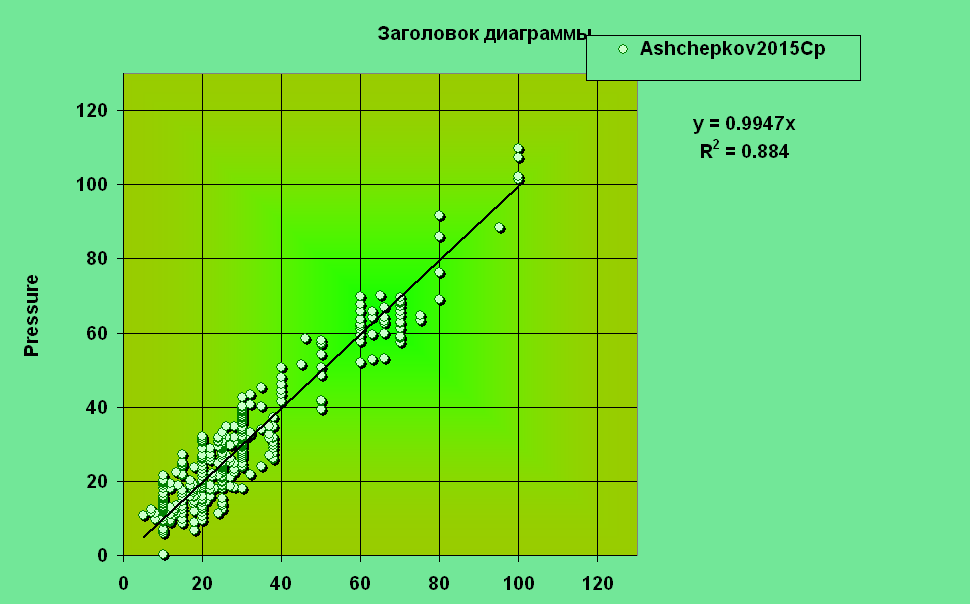 Заголовок диаграммы
Ashchepkov2015Cp
y = 0.9947x
R² = 0.884
Pressure
120
100
80
60
40
20
0
0 20 40 60 80 100 120